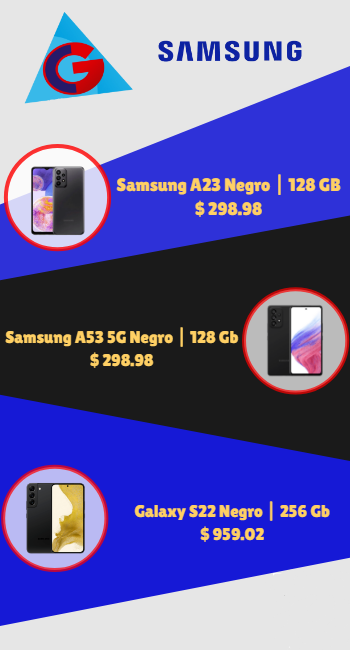 G
SAMSUNG
Samsung A23 Negro | 128 GB
$ 298.98
Samsung A53 5G Negro | 128 Gb
$ 298.98
Galaxy S22 Negro | 256 Gb
$ 959.02